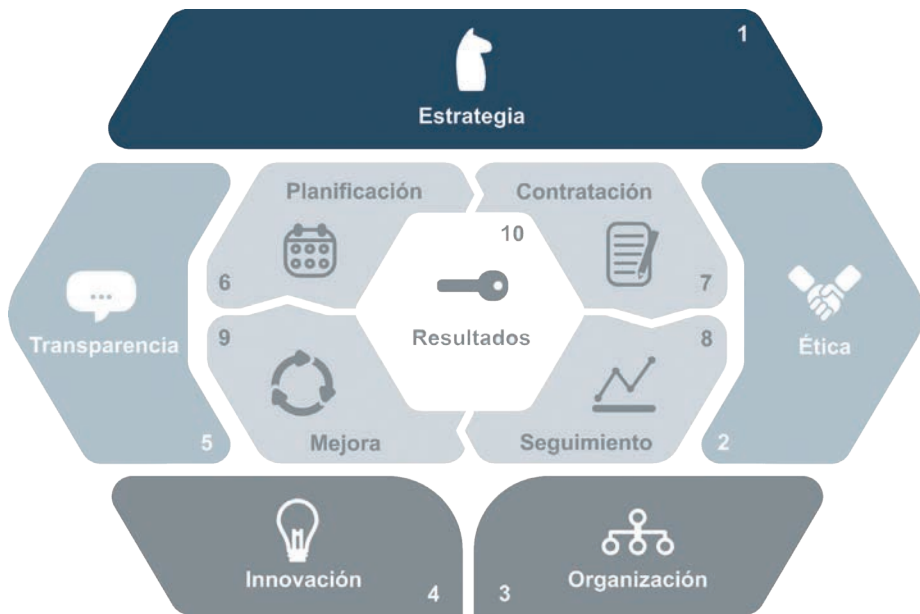 1
Estrategia
Planificación
Contratación
10
6
7
Transparencia
Resultados
Ética
9
8
Mejora
Seguimiento
5
2
Innovación
4
3
Organización